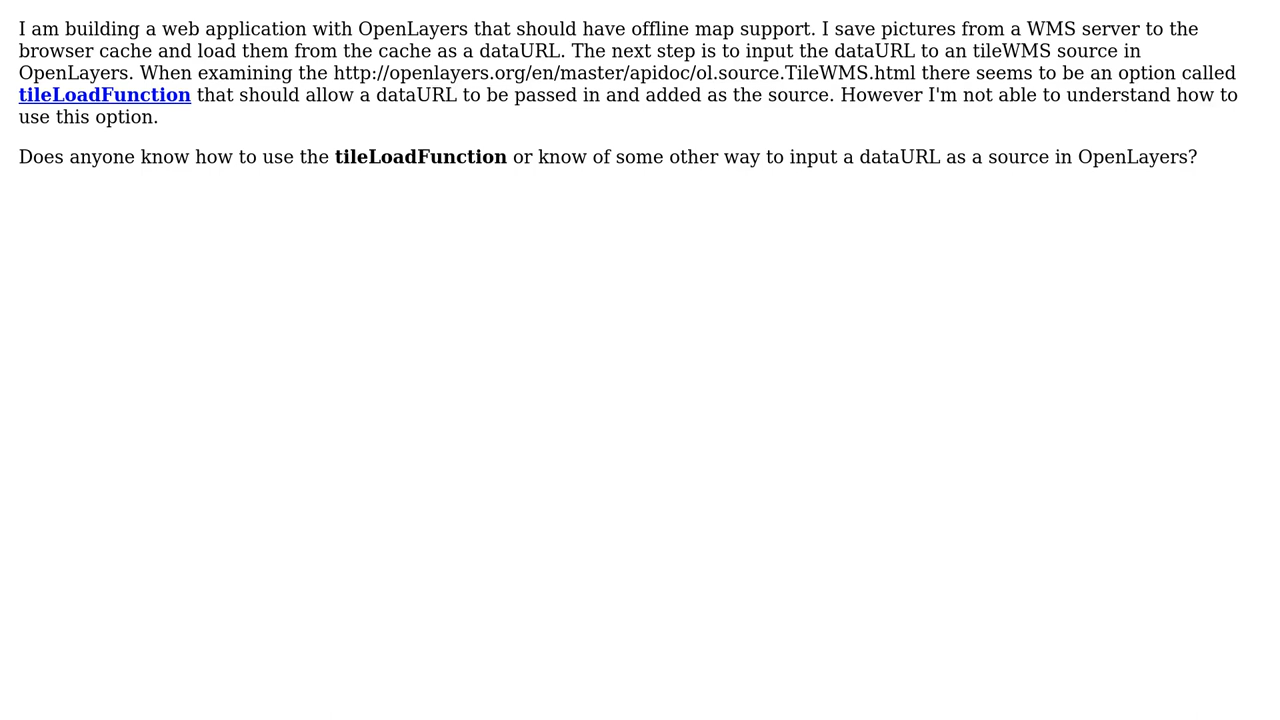 I am building a web application with OpenLayers that should have offline map support. I save pictures from a WMS server to the
browser cache and load them from the cache as a dataURL. The next step is to input the dataURL to an tileWMS source in
OpenLayers. When examining the http://openlayers.org/en/master/apidoc/ol.source.TileWMS.html there seems to be an option called
tileLoadFunction that should allow a dataURL to be passed in and added as the source. However I'm not able to understand how to
use this option.
Does anyone know how to use the tileLoadFunction or know of some other way to input a dataURL as a source in OpenLayers?